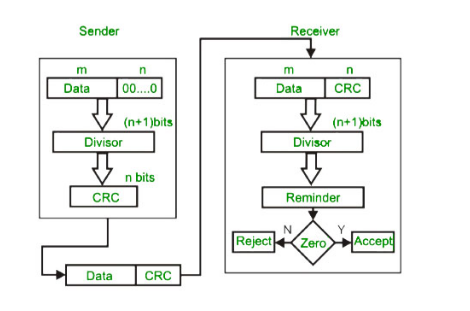 Sender
m n
Data 00....0
(n+1)bits
Divisor
n bits
CRC
Data CRC
Receiver
m n
Data CRC
(n+1)bits
Divisor
Reminder
Reject N Zero Y Accept